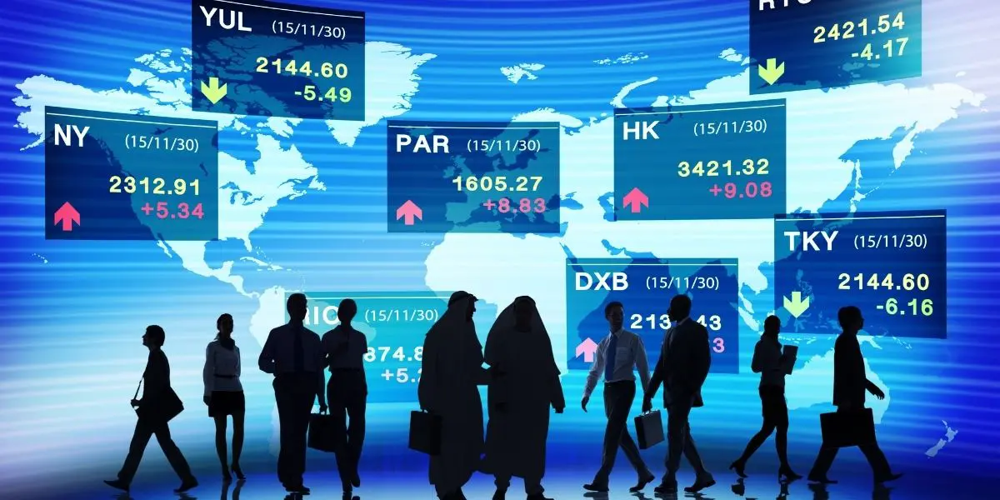 YUL (15/11/30)
2144.60
-5.49
2421.54
-4.17
NY (15/11/30)
2312.91
+5.34
PAR (15/11/30)
1605.27
+8.83
HK (15/11/30)
3421.32
+9.08
TKY (15/11/30)
2144.60
-6.16
DXB (15/11/30)
(15/11/30)